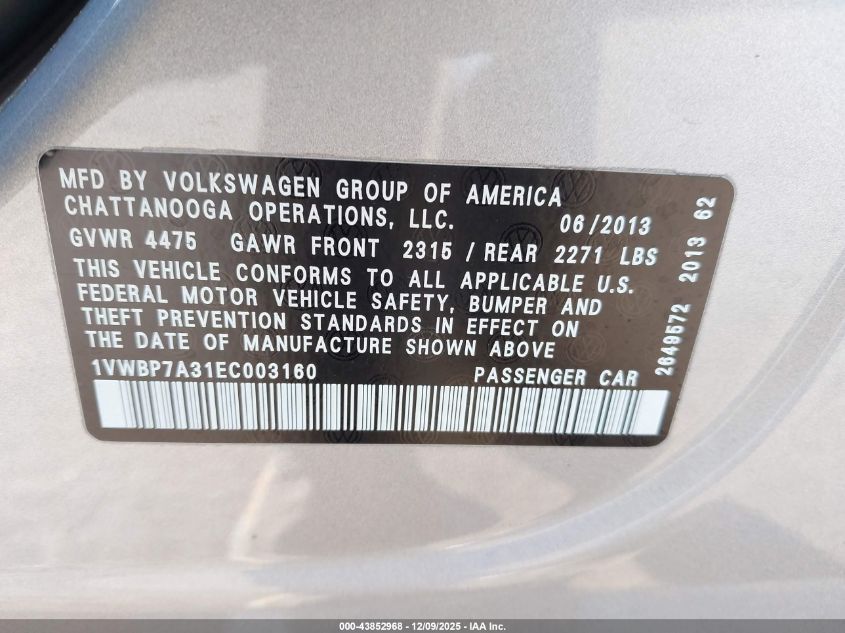 MFD BY VOLKSWAGEN GROUP OF AMERICA
CHATTANOOGA OPERATIONS, LLC. 06/2013
GVWR 4475 GAWR FRONT 2315 / REAR 2271 LBS
THIS VEHICLE CONFORMS TO ALL APPLICABLE U.S.
FEDERAL MOTOR VEHICLE SAFETY, BUMPER AND
THEFT PREVENTION STANDARDS IN EFFECT ON
THE DATE OF MANUFACTURE SHOWN ABOVE
1VWBP7A31EC003160 PASSENGER CAR
2649572 2013 62
000-43852968 - 12/09/2025 - IAA Inc.